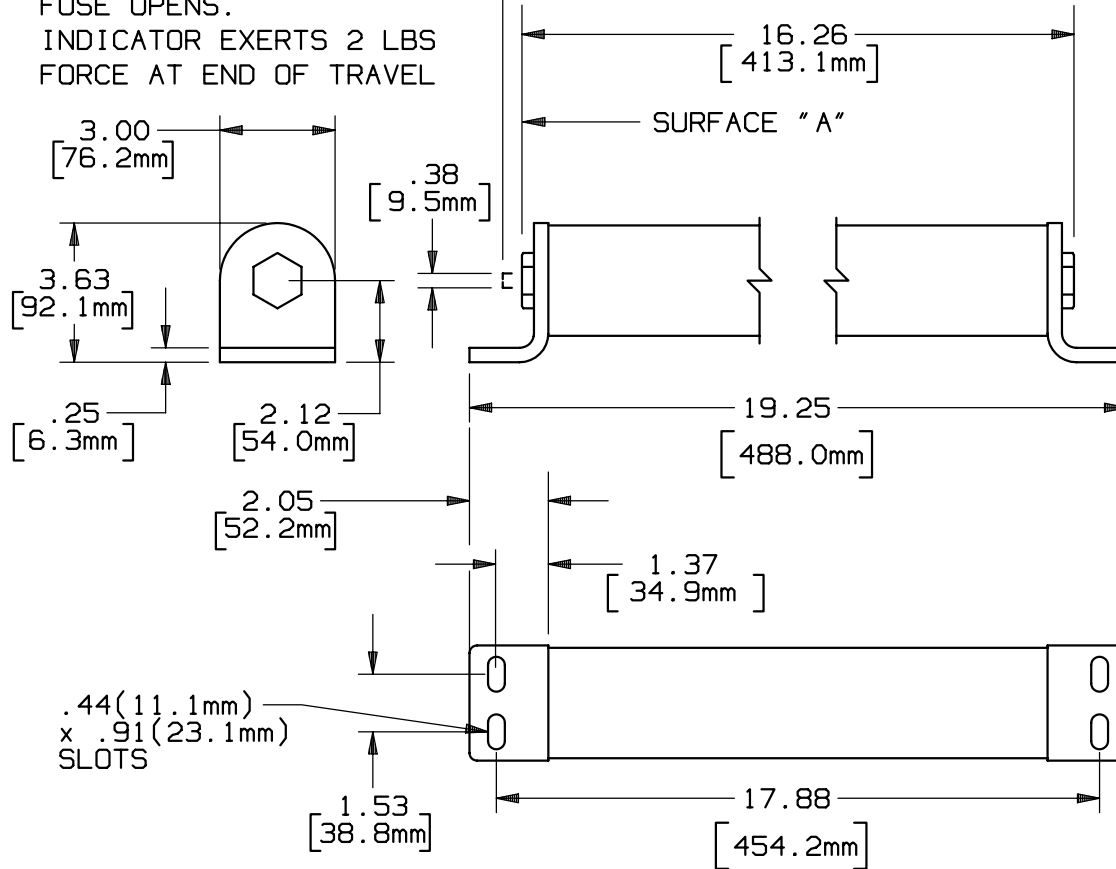 FUSE OPENS.
INDICATOR EXERTS 2 LBS
FORCE AT END OF TRAVEL
16.26
[413.1mm]
SURFACE "A"
3.00
[76.2mm]
.38
[9.5mm]
3.63
[92.1mm]
.25
[6.3mm]
2.12
[54.0mm]
19.25
[488.0mm]
2.05
[52.2mm]
1.37
[34.9mm]
.44(11.1mm)
x .91(23.1mm)
SLOTS
1.53
[38.8mm]
17.88
[454.2mm]